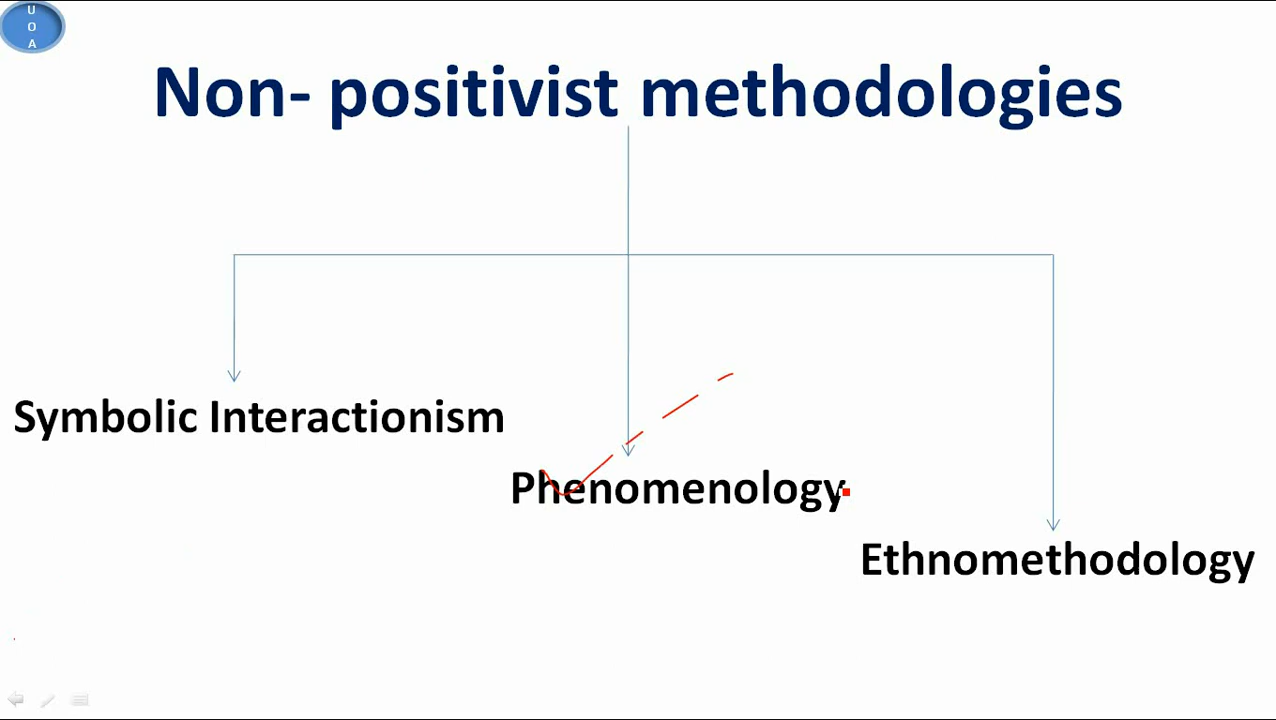 U
O
A
Non- positivist methodologies
Symbolic Interactionism
Phenomenology
Ethnomethodology